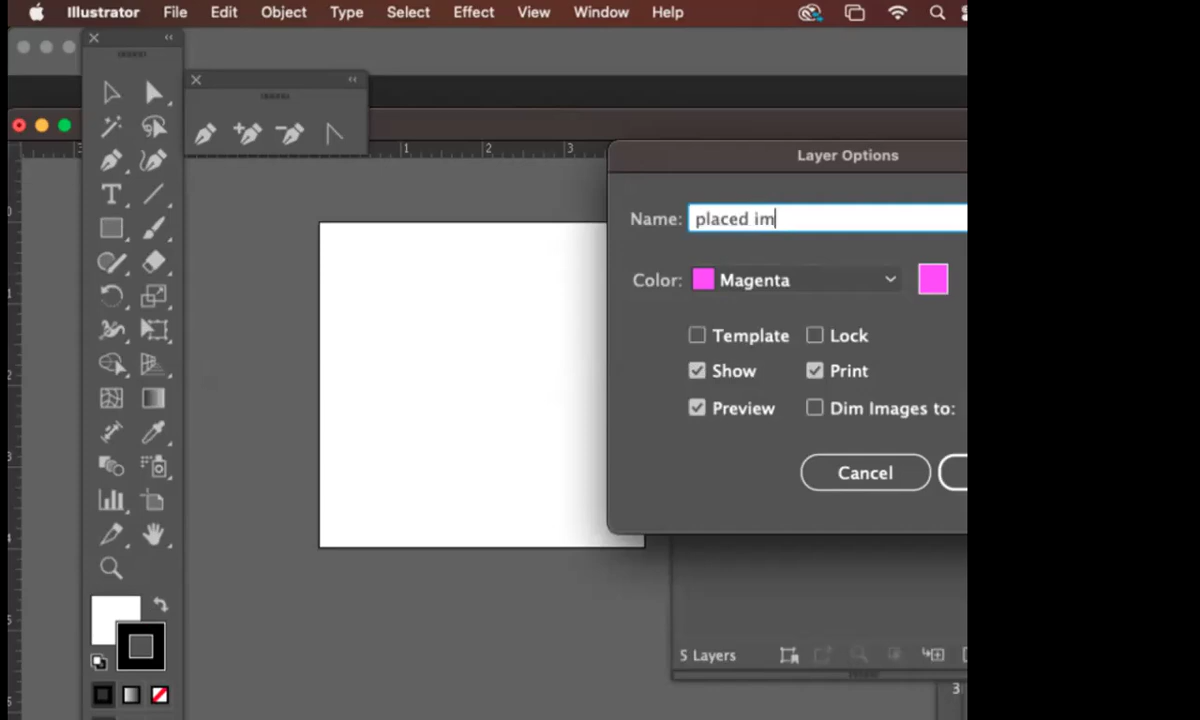 Illustrator File Edit Object Type Select Effect View Window Help
1 2 3
Layer Options
Name: placed im
Color: Magenta
Template Lock
Show Print
Preview Dim Images to:
Cancel
5 Layers
3